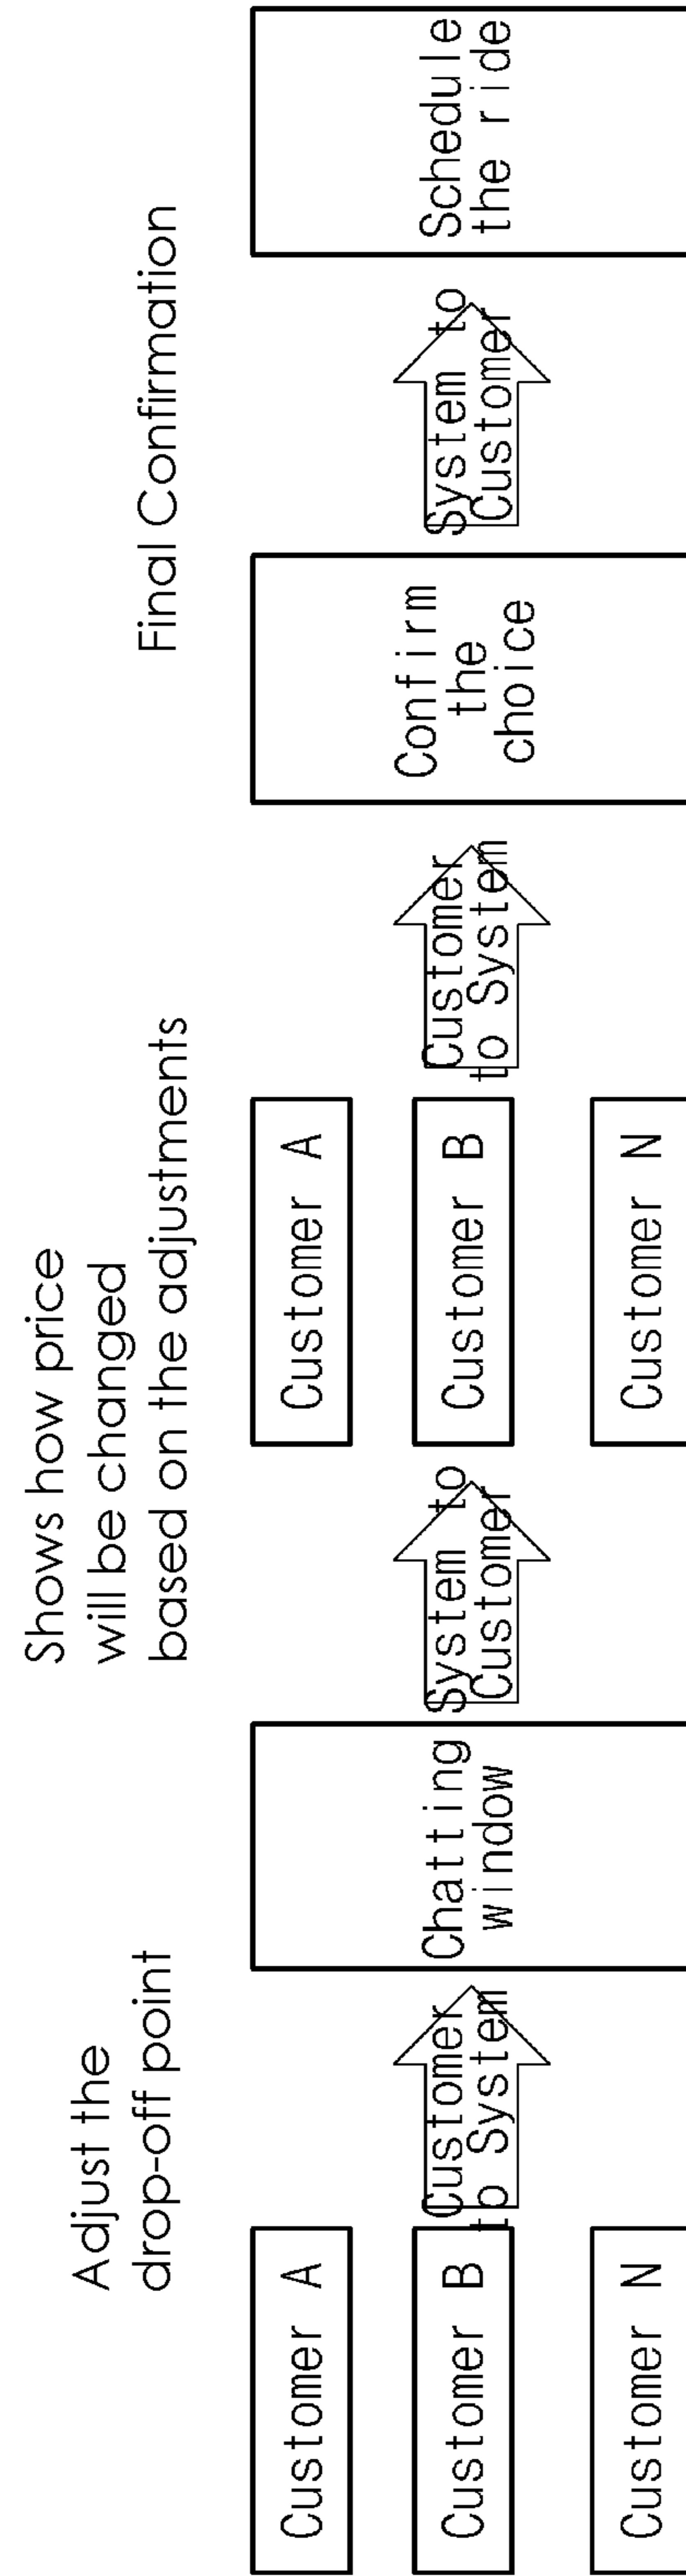 Adjust the
drop-off point
Shows how price
will be changed
based on the adjustments
Final Confirmation
Customer A
Customer B
Customer N
Customer
to System
Chatting
window
System to
Customer
Customer A
Customer B
Customer N
Customer
to System
Confirm
the
choice
System to
Customer
Schedule
the ride